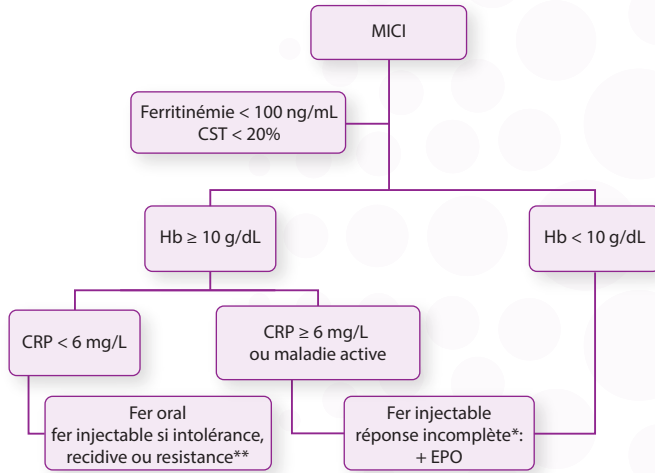 MICI
Ferritinémie < 100 ng/mL
CST < 20%
Hb ≥ 10 g/dL
Hb < 10 g/dL
CRP < 6 mg/L
CRP ≥ 6 mg/L
ou maladie active
Fer oral
fer injectable si intolérance,
recidive ou resistance**
Fer injectable
réponse incomplète*:
+ EPO